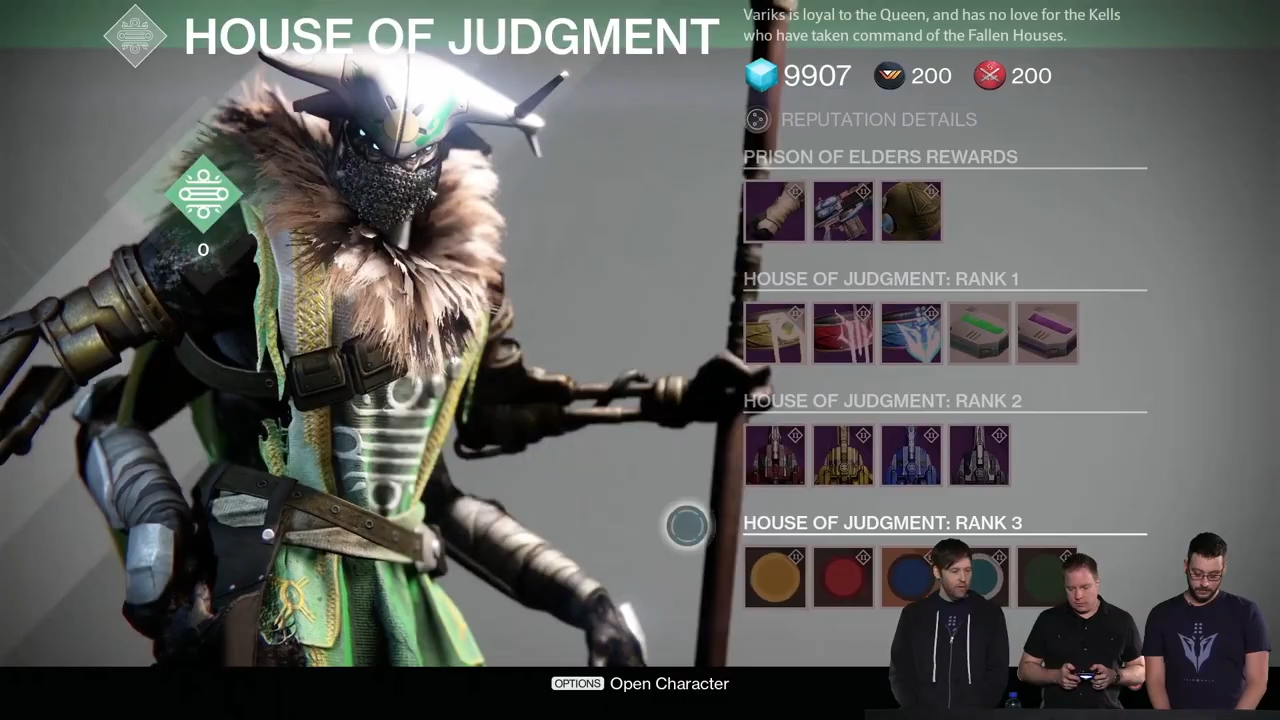 HOUSE OF JUDGMENT
Variks is loyal to the Queen, and has no love for the Kells
who have taken command of the Fallen Houses.
9907 200 200
REPUTATION DETAILS
PRISON OF ELDERS REWARDS
0
HOUSE OF JUDGMENT: RANK 1
HOUSE OF JUDGMENT: RANK 2
HOUSE OF JUDGMENT: RANK 3
OPTIONS Open Character